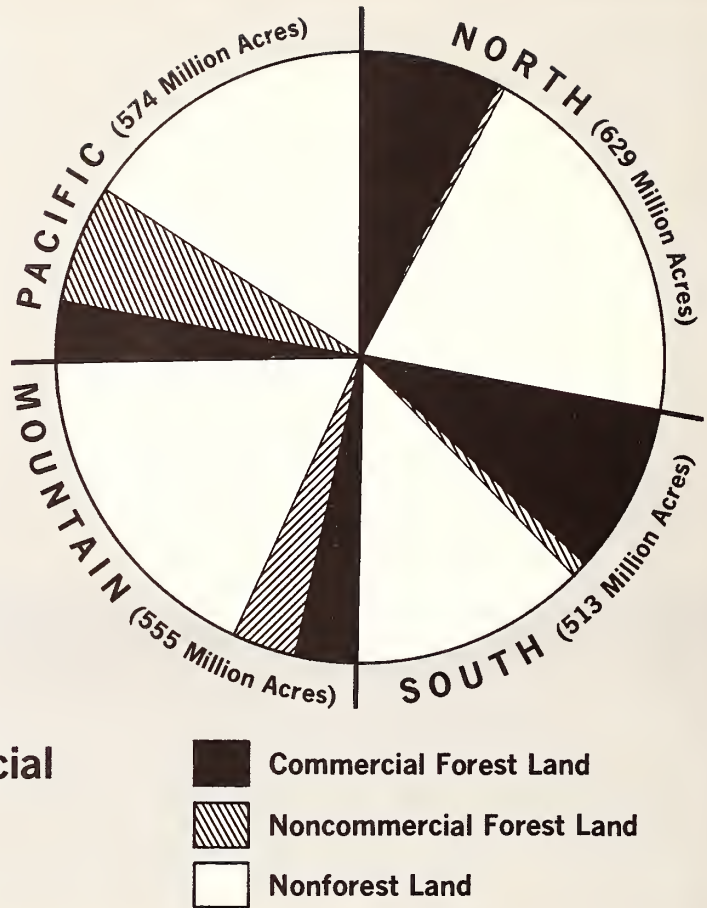 NORTH (629 Million Acres)
PACIFIC (574 Million Acres)
MOUNTAIN (555 Million Acres)
SOUTH (513 Million Acres)
cial
Commercial Forest Land
Noncommercial Forest Land
Nonforest Land